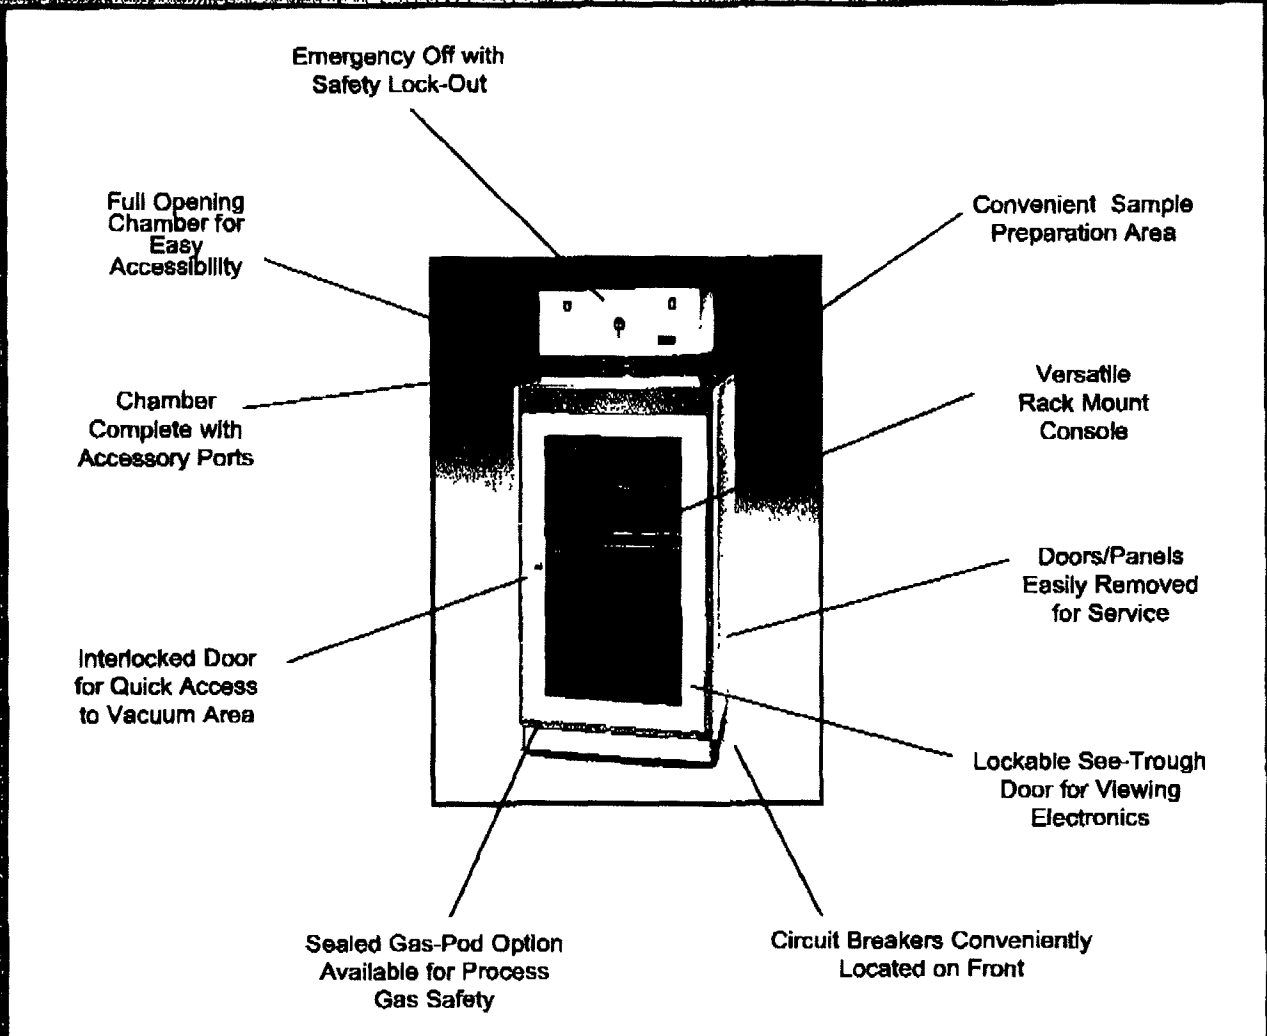 Emergency Off with
Safety Lock-Out
Full Opening
Chamber for
Easy
Accessibility
Convenient Sample
Preparation Area
Chamber
Complete with
Accessory Ports
Versatile
Rack Mount
Console
Doors/Panels
Easily Removed
for Service
Interlocked Door
for Quick Access
to Vacuum Area
Lockable See-Trough
Door for Viewing
Electronics
Sealed Gas-Pod Option
Available for Process
Gas Safety
Circuit Breakers Conveniently
Located on Front